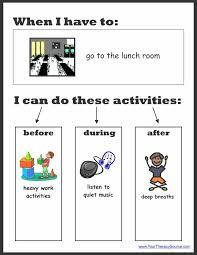 When I have to:
go to the lunch room
I can do these activities:
before
during
after
heavy work
activities
listen to
quiet music
deep breaths
www.YourTherapySource.com